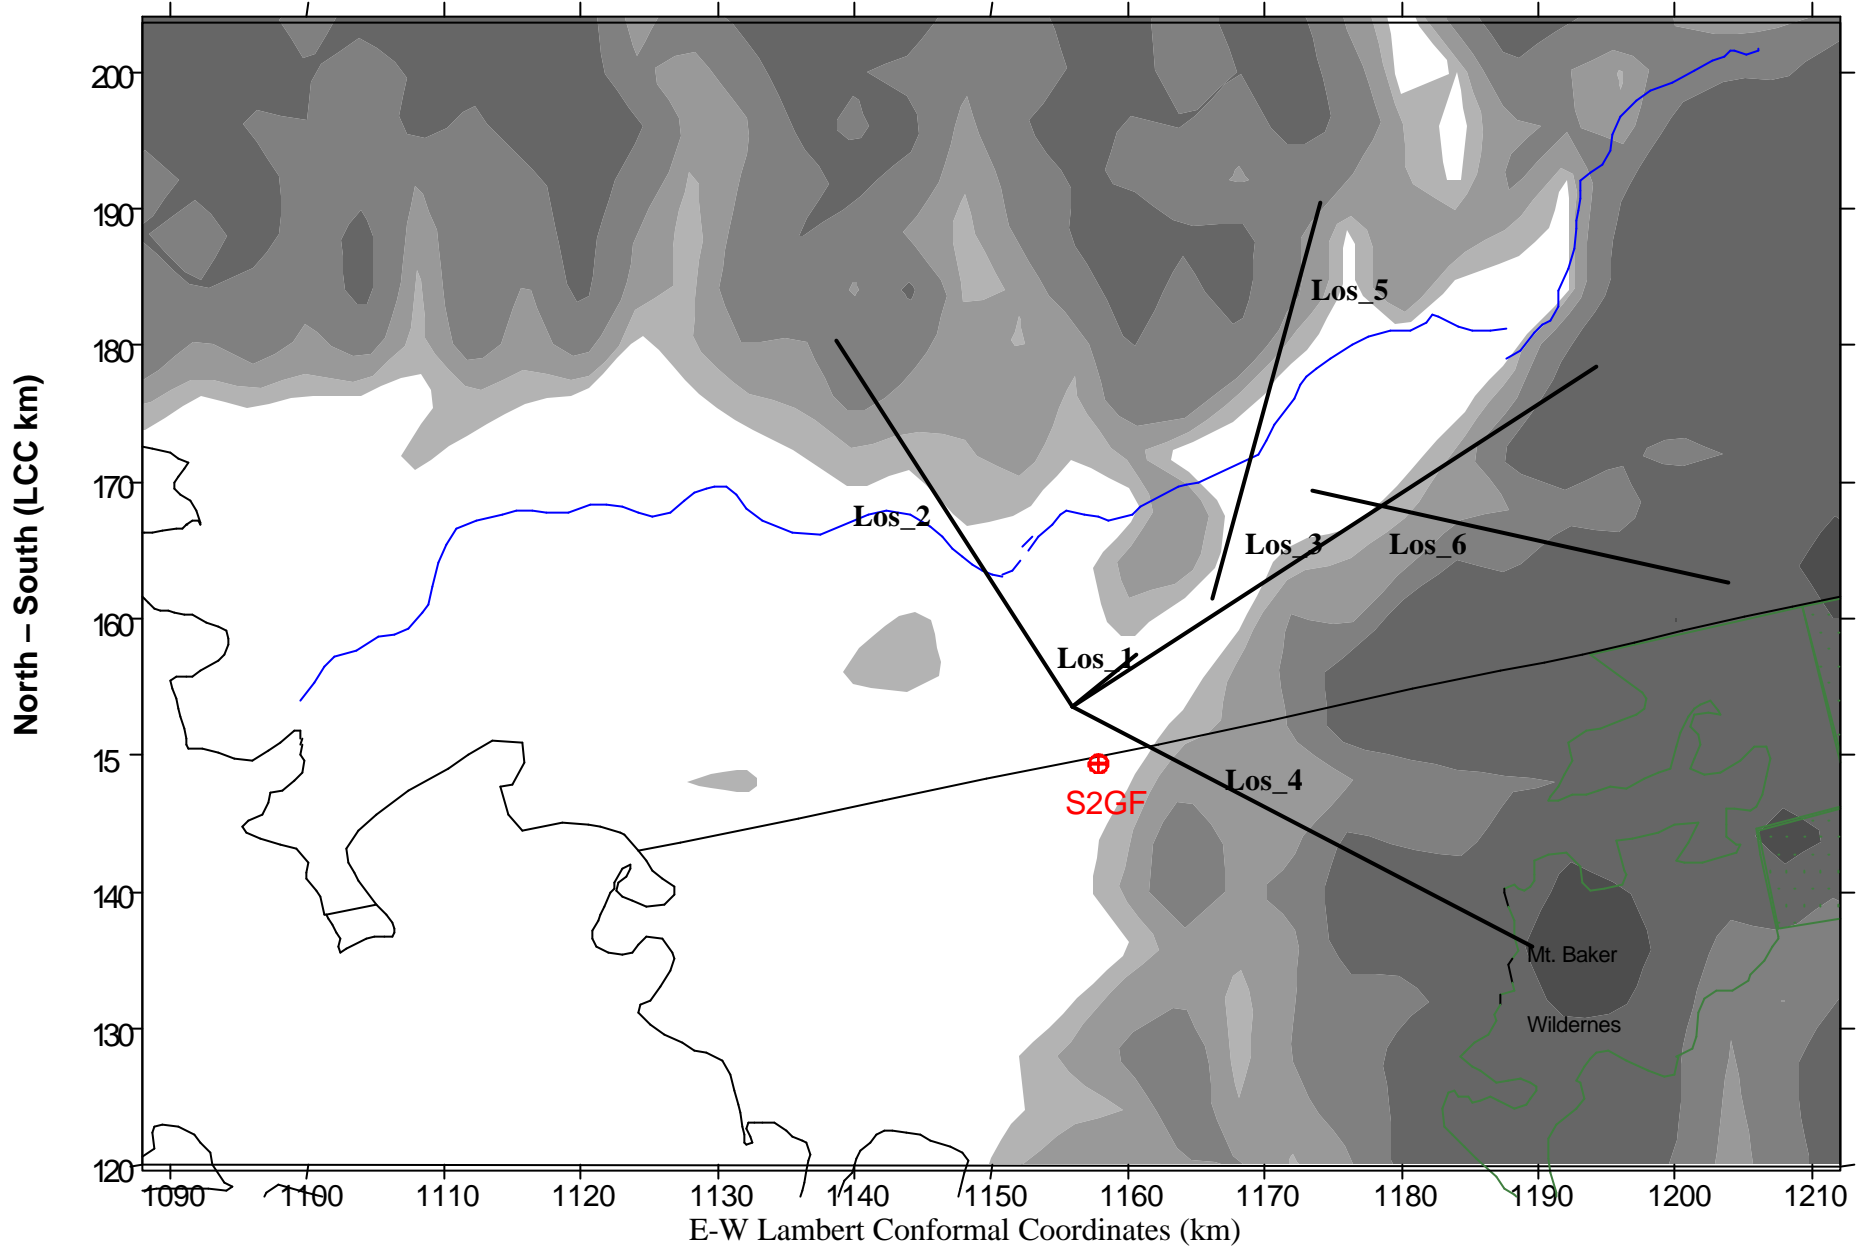 200
190
180
170
160
15
140
130
120
North – South (LCC km)
Los_5
Los_2
Los_3
Los_6
Los_1
Los_4
S2GF
Mt. Baker
Wildernes
1090
1100
1110
1120
1130
1140
1150
1160
1170
1180
1190
1200
1210
E-W Lambert Conformal Coordinates (km)